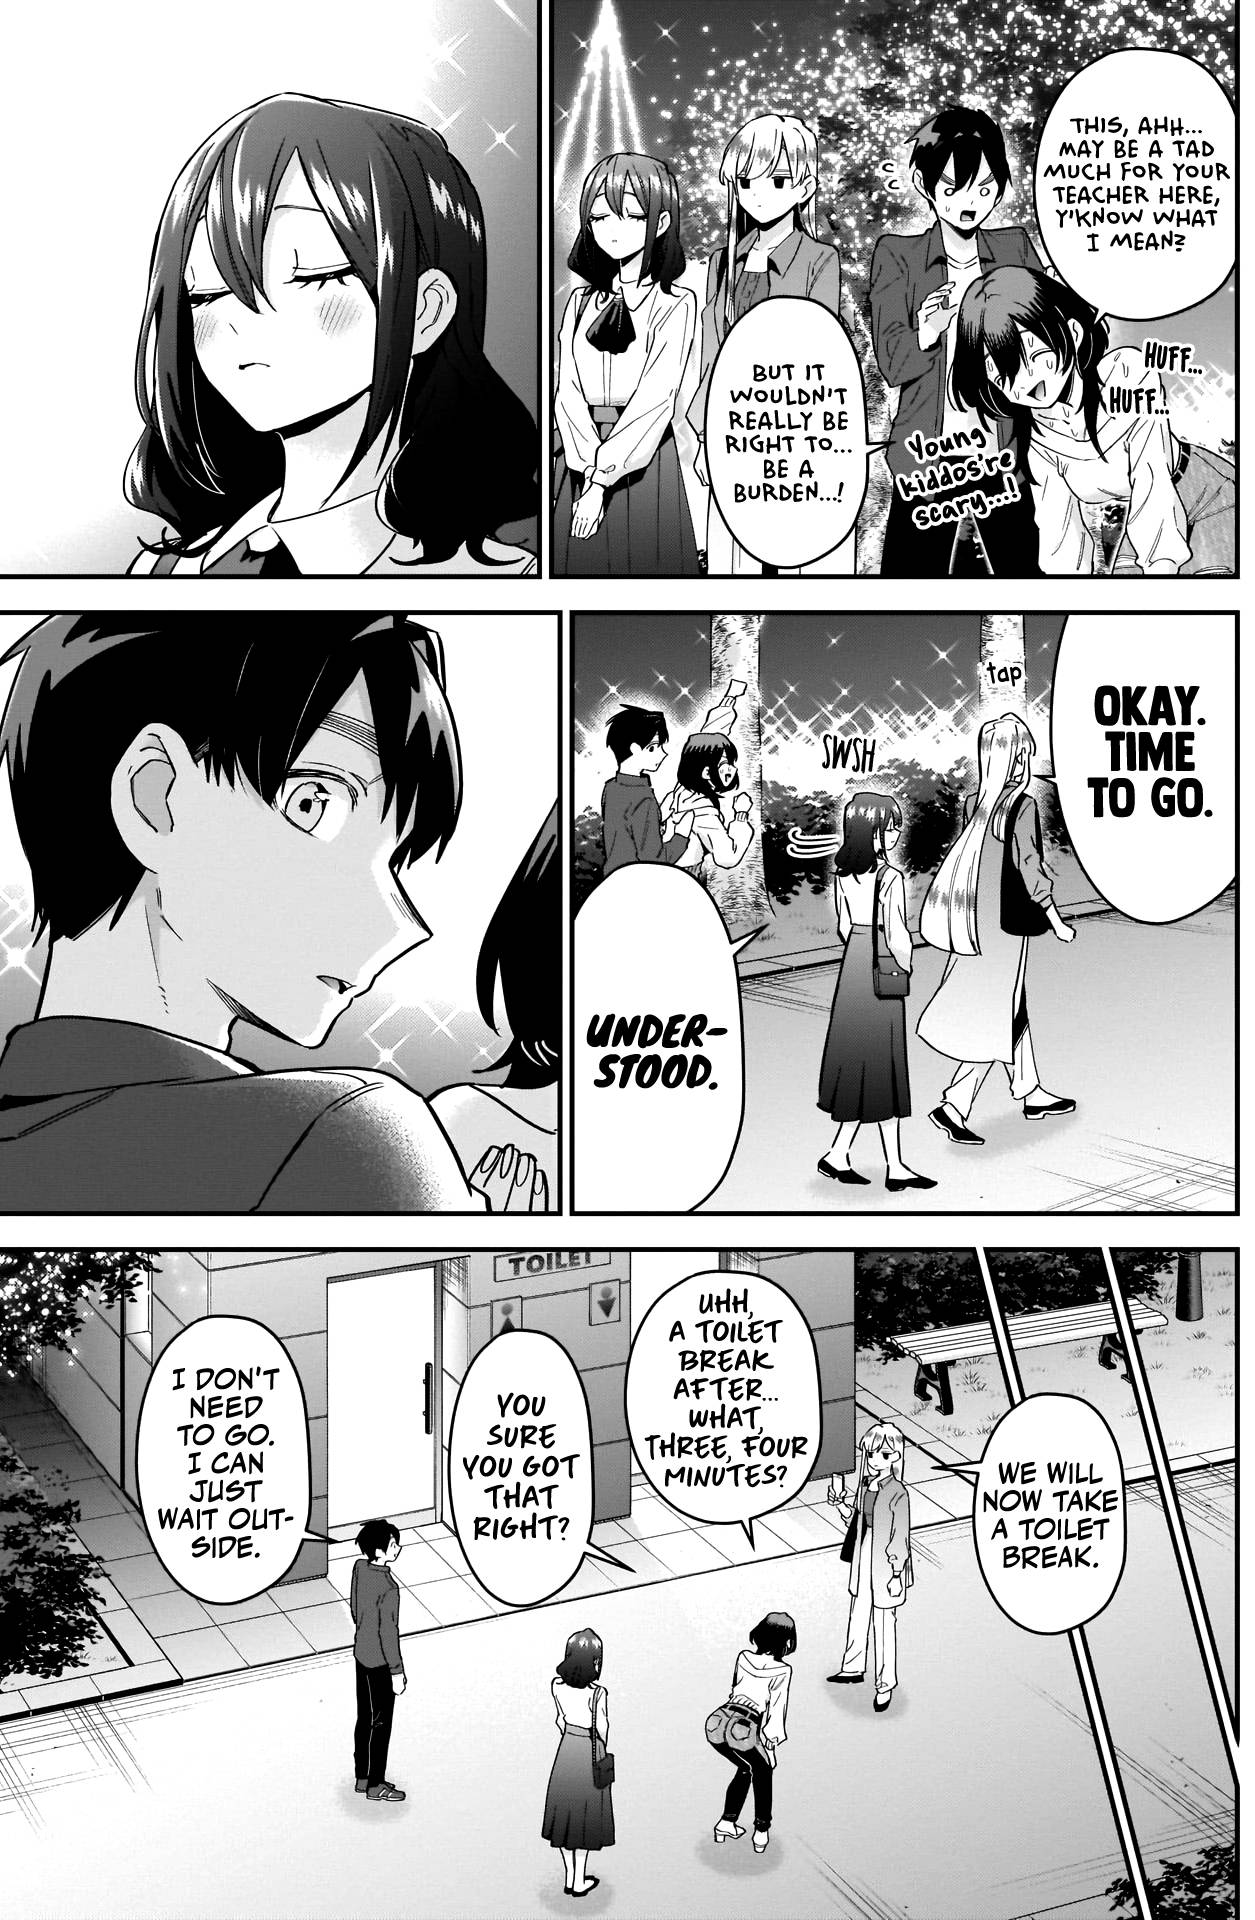 THIS, AHH...
MAY BE A TAD
MUCH FOR YOUR
TEACHER HERE,
Y'KNOW WHAT
I MEAN?
HUFF...
HUFF...
Young
kiddos're
scary...!
BUT IT
WOULDN'T
REALLY BE
RIGHT TO...
BE A
BURDEN...!
OKAY.
TIME
TO GO.
tap
SWSH
UNDER-
STOOD.
WE WILL
NOW TAKE
A TOILET
BREAK.
UHH,
A TOILET
BREAK
AFTER...
WHAT,
THREE, FOUR
MINUTES?
TOILET
YOU
SURE
YOU GOT
THAT
RIGHT?
I DON'T
NEED
TO GO.
I CAN
JUST
WAIT OUT-
SIDE.